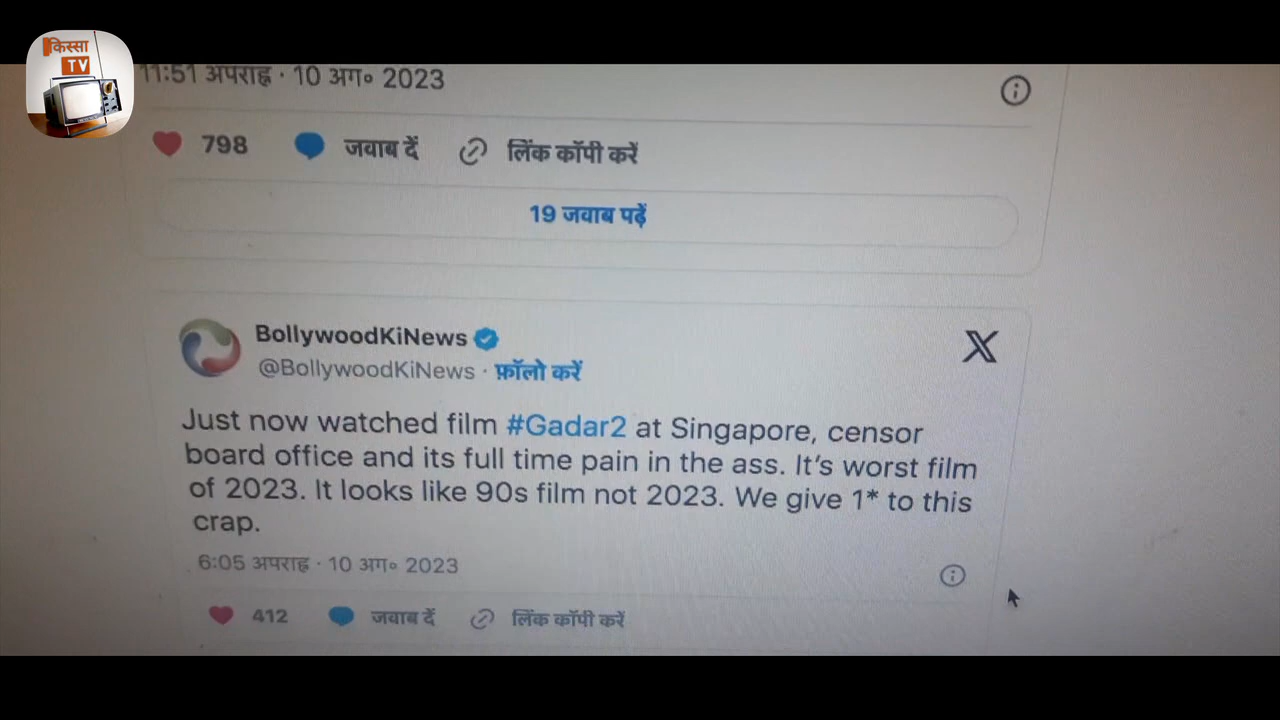 किस्सा
TV
11:51 अपराह्न · 10 अग॰ 2023
798 जवाब दें लिंक कॉपी करें
19 जवाब पढ़ें
BollywoodKiNews
@BollywoodKiNews · फ़ॉलो करें
Just now watched film #Gadar2 at Singapore, censor
board office and its full time pain in the ass. It's worst film
of 2023. It looks like 90s film not 2023. We give 1* to this
crap.
6:05 अपराह्न · 10 अग॰ 2023
412 जवाब दें लिंक कॉपी करें